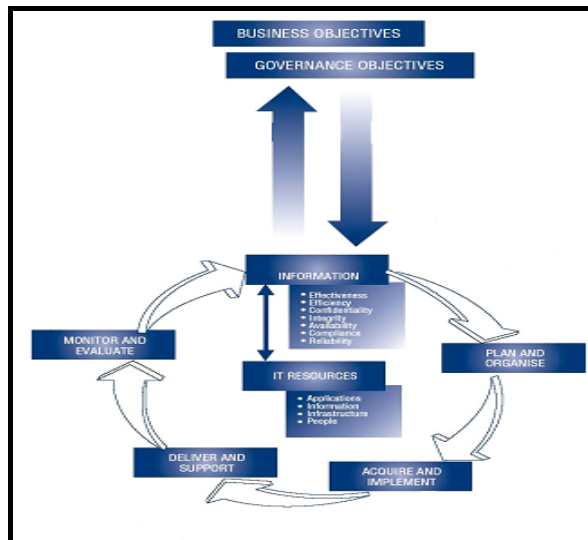 BUSINESS OBJECTIVES
GOVERNANCE OBJECTIVES
INFORMATION
• Effectiveness
• Efficiency
• Confidentiality
• Integrity
• Availability
• Compliance
• Reliability
MONITOR AND
EVALUATE
PLAN AND
ORGANISE
IT RESOURCES
• Applications
• Information
• Infrastructure
• People
DELIVER AND
SUPPORT
ACQUIRE AND
IMPLEMENT